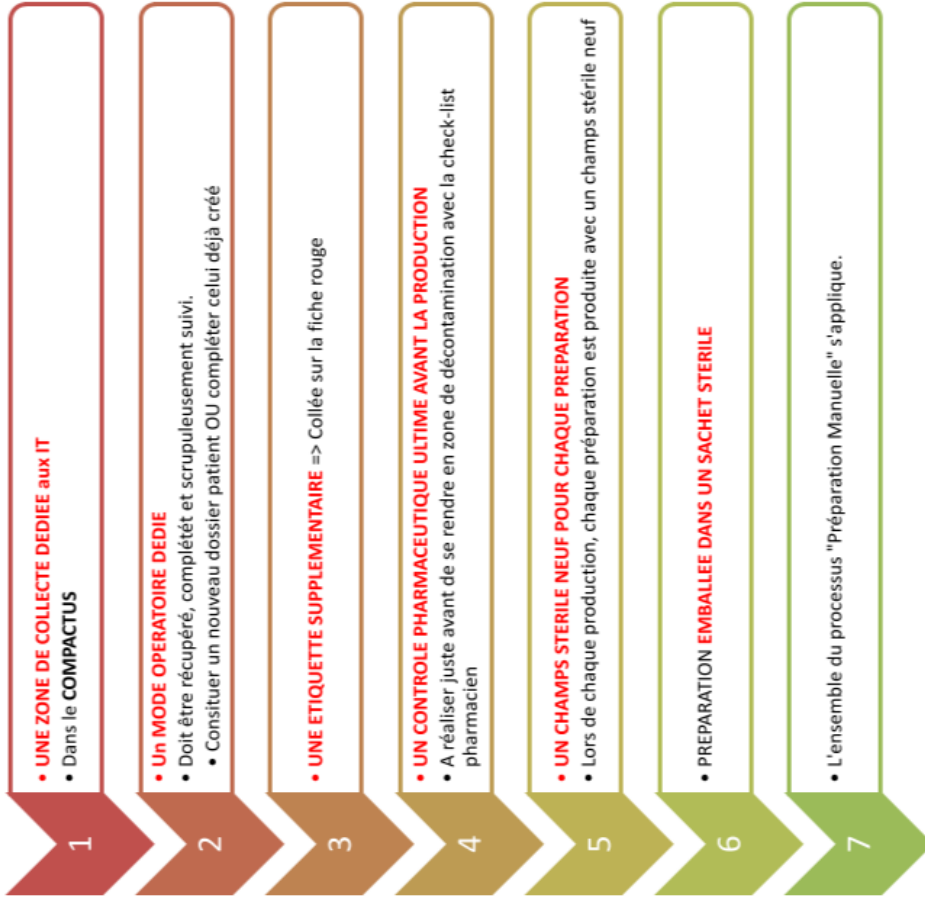 1
• UNE ZONE DE COLLECTE DEDIEE aux IT
• Dans le COMPACTUS
2
• Un MODE OPERATOIRE DEDIE
• Doit être récupéré, complétét et scrupuleusement suivi.
• Consituer un nouveau dossier patient OU compléter celui déjà créé
3
• UNE ETIQUETTE SUPPLEMENTAIRE => Collée sur la fiche rouge
4
• UN CONTROLE PHARMACEUTIQUE ULTIME AVANT LA PRODUCTION
• A réaliser juste avant de se rendre en zone de décontamination avec la check-list
pharmacien
5
• UN CHAMPS STERILE NEUF POUR CHAQUE PREPARATION
• Lors de chaque production, chaque préparation est produite avec un champs stérile neuf
6
• PREPARATION EMBALLEE DANS UN SACHET STERILE
7
• L'ensemble du processus "Préparation Manuelle" s'applique.